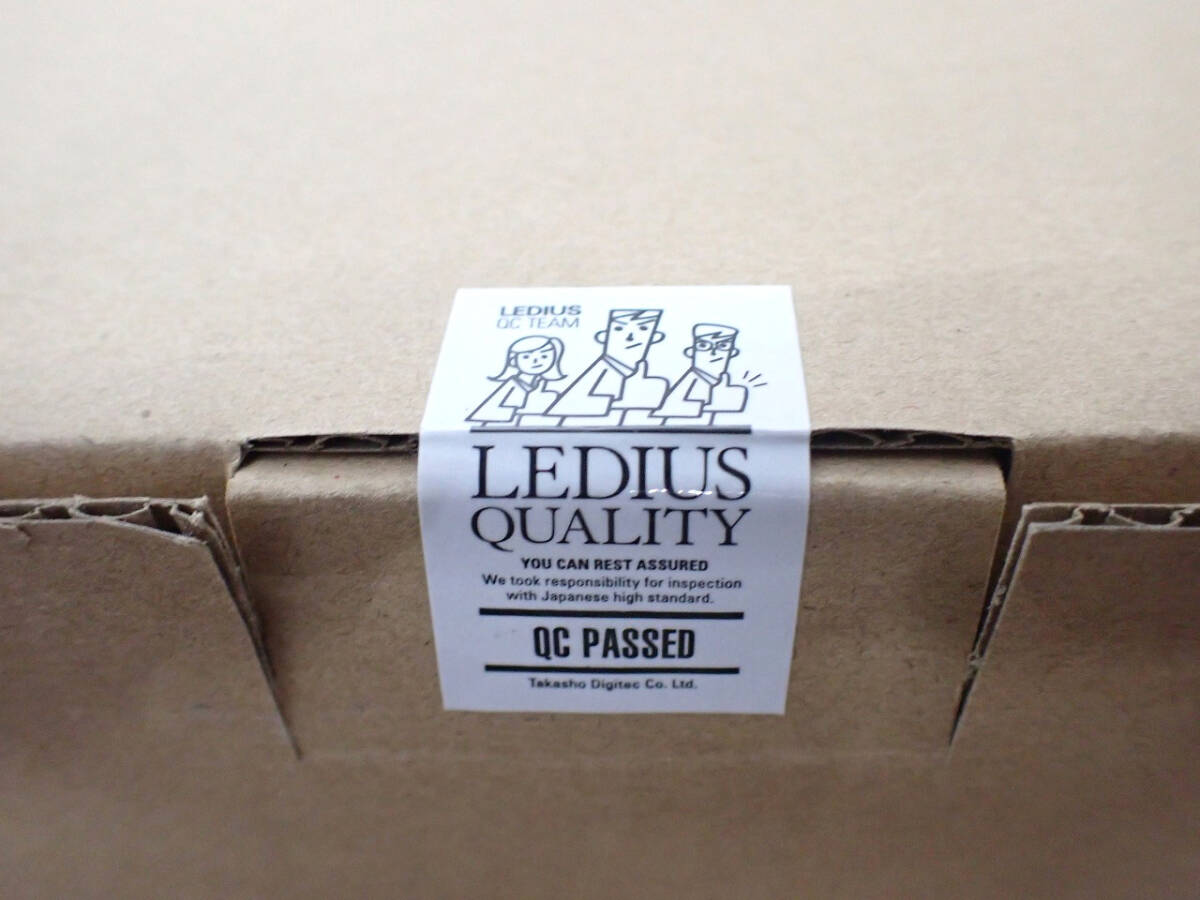 LEDIUS
QC TEAM
LEDIUS
QUALITY
YOU CAN REST ASSURED
We took responsibility for inspection
with Japanese high standard.
QC PASSED
Takasho Digitec Co. Ltd.